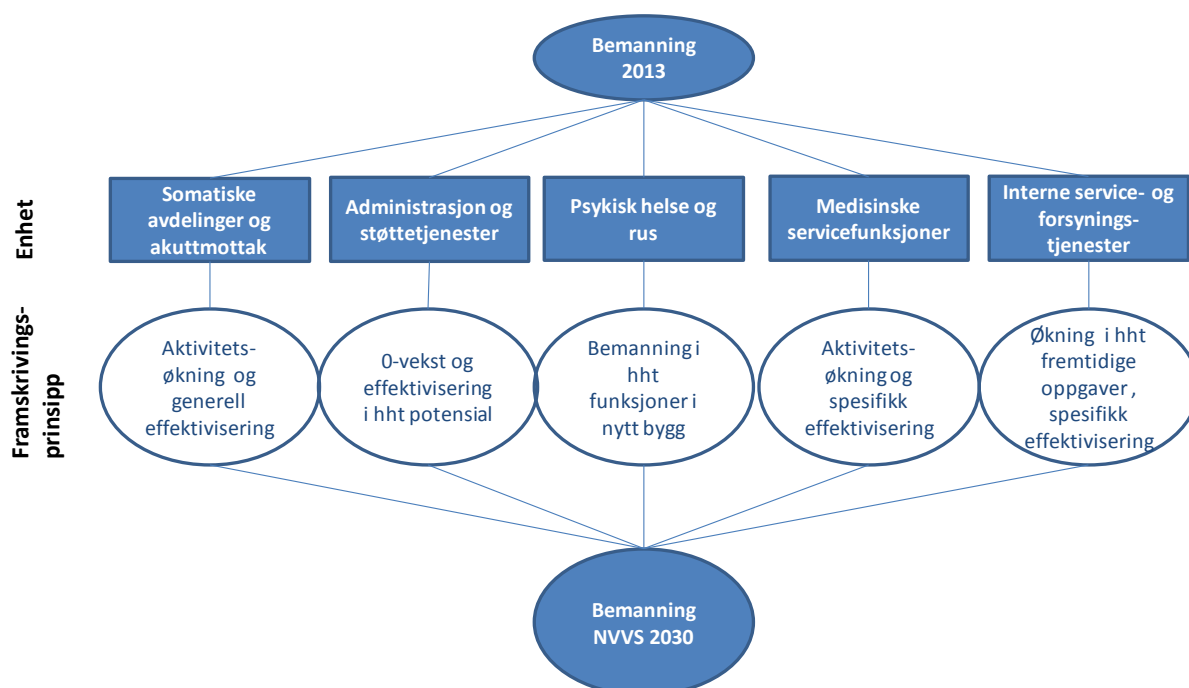 Bemanning
2013
Enhet
Somatiske
avdelinger og
akuttmottak
Administrasjon og
støttetjenester
Psykisk helse og
rus
Medisinske
servicefunksjoner
Interne service- og
forsynings-
tjenester
Framskrivings-
prinsipp
Aktivitets-
økning og
generell
effektivisering
0-vekst og
effektivisering
i hht potensial
Bemanning i
hht
funksjoner i
nytt bygg
Aktivitets-
økning og
spesifikk
effektivisering
Økning i hht
fremtidige
oppgaver ,
spesifikk
effektivisering
Bemanning
NVVS 2030